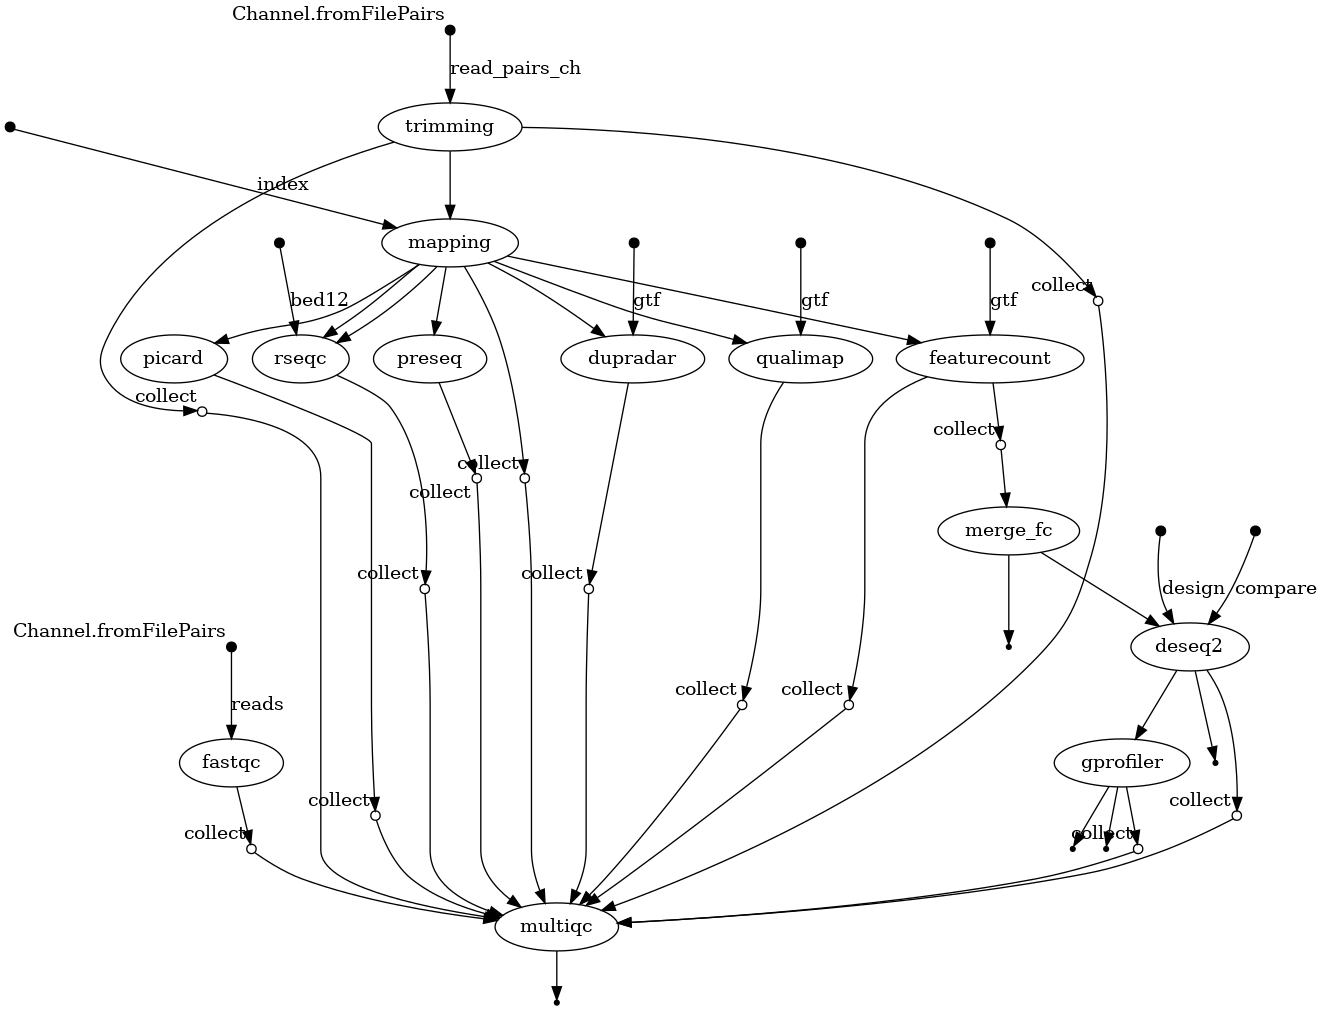 Channel.fromFilePairs
read_pairs_ch
trimming
index
mapping
collect
bed12
gtf
gtf
gtf
picard
rseqc
preseq
dupradar
qualimap
featurecount
collect
collect
collect
collect
merge_fc
collect
collect
design
compare
Channel.fromFilePairs
deseq2
collect
collect
reads
fastqc
gprofiler
collect
collect
collect
collect
multiqc